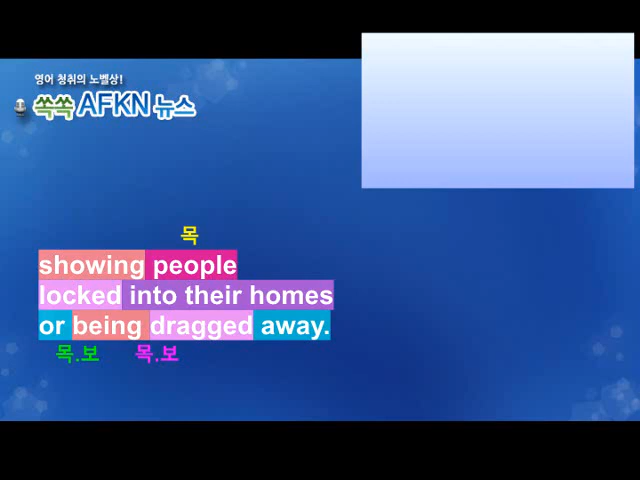 영어 청취의 노벨상!
쏙쏙 AFKN 뉴스
목
showing people
locked into their homes
or being dragged away.
목.보 목.보